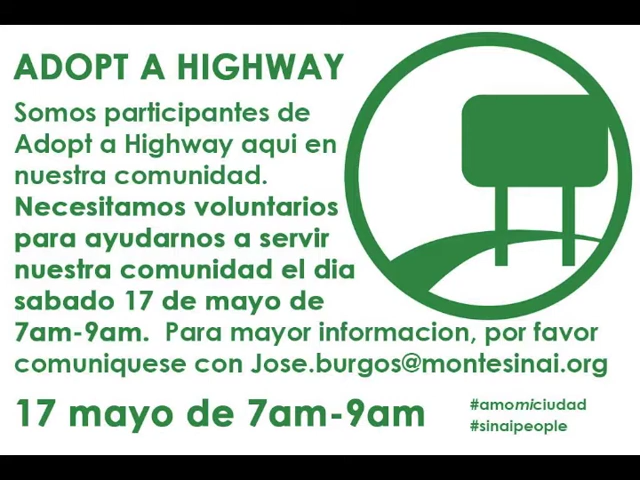 ADOPT A HIGHWAY
Somos participantes de
Adopt a Highway aqui en
nuestra comunidad.
Necesitamos voluntarios
para ayudarnos a servir
nuestra comunidad el dia
sabado 17 de mayo de
7am-9am. Para mayor informacion, por favor
comuniquese con Jose.burgos@montesinai.org
17 mayo de 7am-9am
#amomiciudad
#sinaipeople